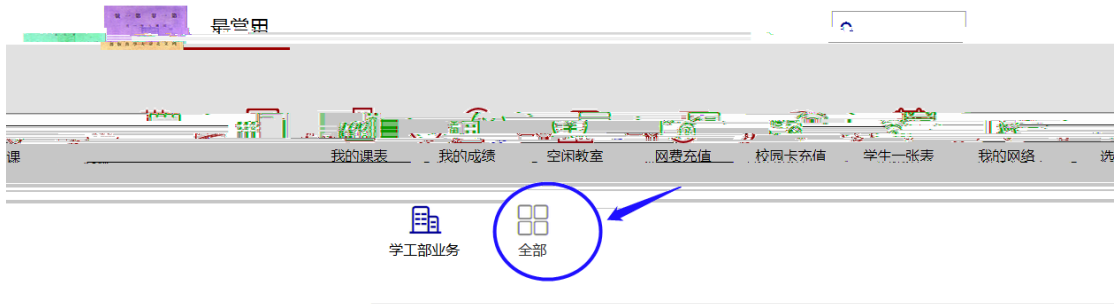 最常用
课 我的课表 我的成绩 空闲教室 网费充值 校园卡充值 学生一张表 我的网络 选
学工部业务 全部